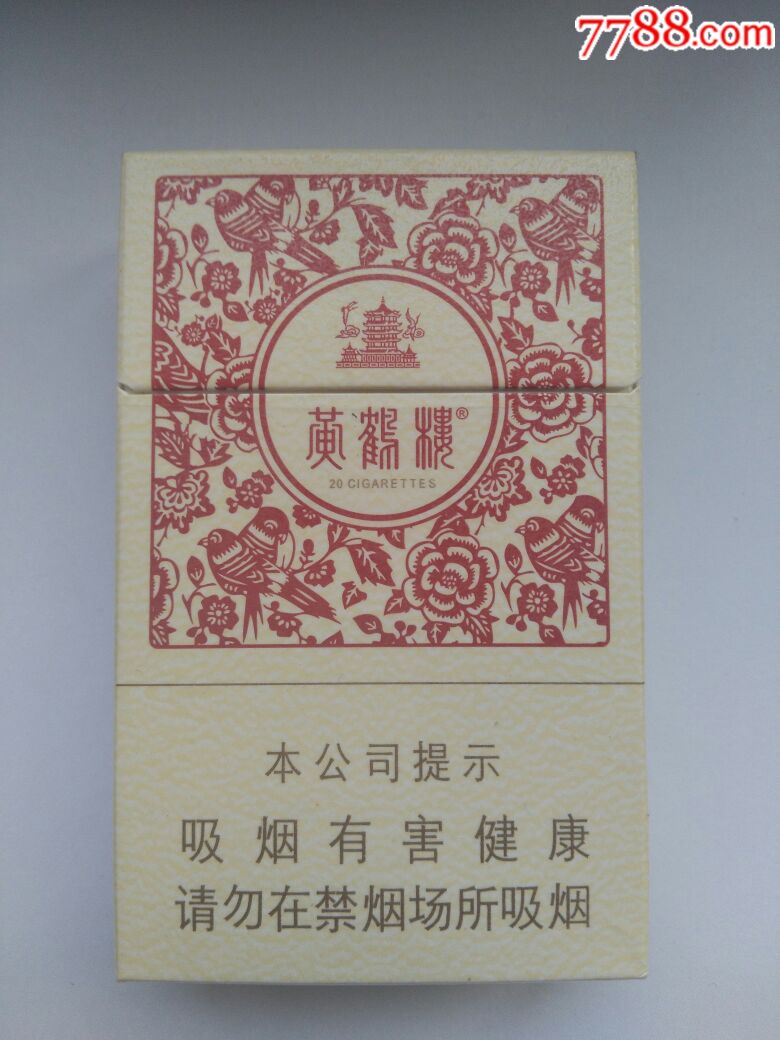 7788.com
黄鹤楼®
20 CIGARETTES
本公司提示
吸烟有害健康
请勿在禁烟场所吸烟